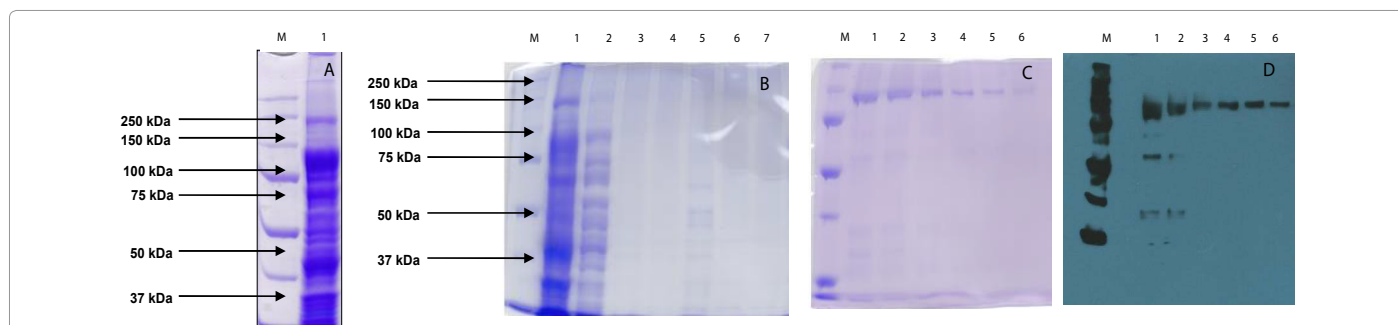 M 1
A
250 kDa
150 kDa
100 kDa
75 kDa
50 kDa
37 kDa
M 1 2 3 4 5 6 7
B
250 kDa
150 kDa
100 kDa
75 kDa
50 kDa
37 kDa
M 1 2 3 4 5 6
C
M 1 2 3 4 5 6
D